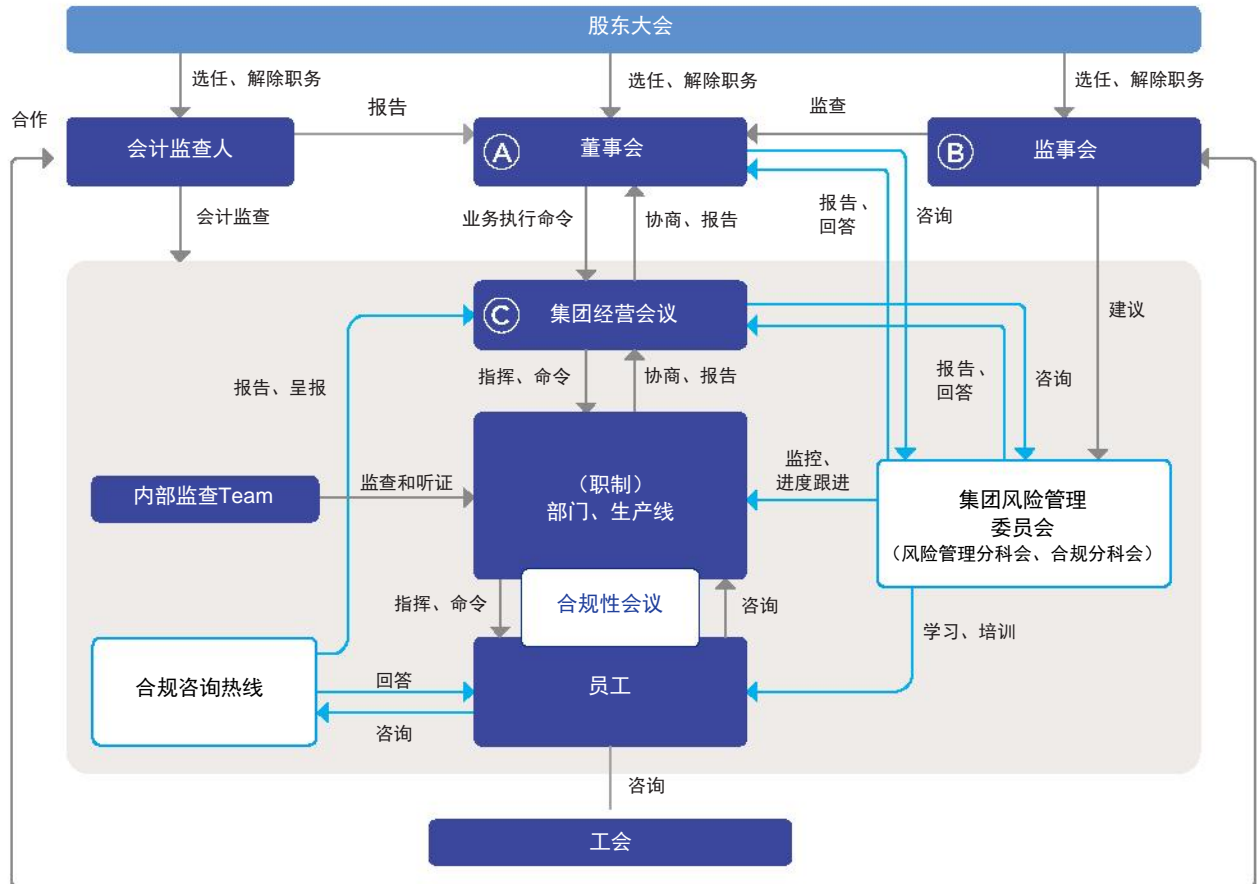 股东大会
选任、解除职务
选任、解除职务
选任、解除职务
合作
报告
监查
会计监查人
A
董事会
B
监事会
会计监查
业务执行命令
协商、报告
报告、
回答
咨询
建议
C
集团经营会议
报告、呈报
指挥、命令
协商、报告
报告、
回答
咨询
内部监查Team
监查和听证
（职制）
部门、生产线
监控、
进度跟进
集团风险管理
委员会
（风险管理分科会、合规分科会）
指挥、命令
合规性会议
咨询
学习、培训
合规咨询热线
回答
咨询
员工
咨询
工会